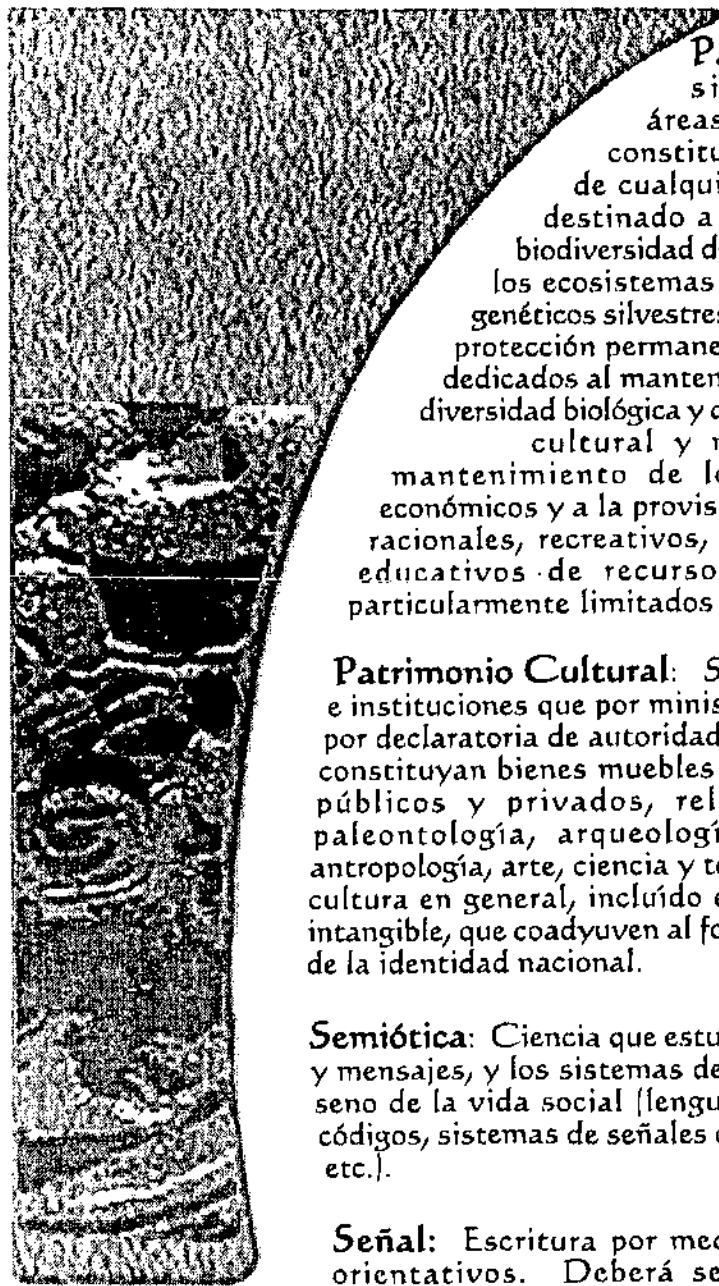 P
si
áreas
constitu
de cualqui
destinado a
biodiversidad d
los ecosistemas
genéticos silvestres
protección permane
dedicados al manten
diversidad biológica y c
cultural y n
mantenimiento de lo
económicos y a la provis
racionales, recreativos,
educativos de recurso
particularmente limitados
Patrimonio Cultural: S
e instituciones que por minis
por declaratoria de autoridad
constituyan bienes muebles
públicos y privados, rel
paleontología, arqueologí
antropología, arte, ciencia y te
cultura en general, incluído e
intangible, que coadyuven al fo
de la identidad nacional.
Semiótica: Ciencia que estu
y mensajes, y los sistemas de
seno de la vida social (lengu
códigos, sistemas de señales
etc.).
Señal: Escritura por med
orientativos. Deberá se